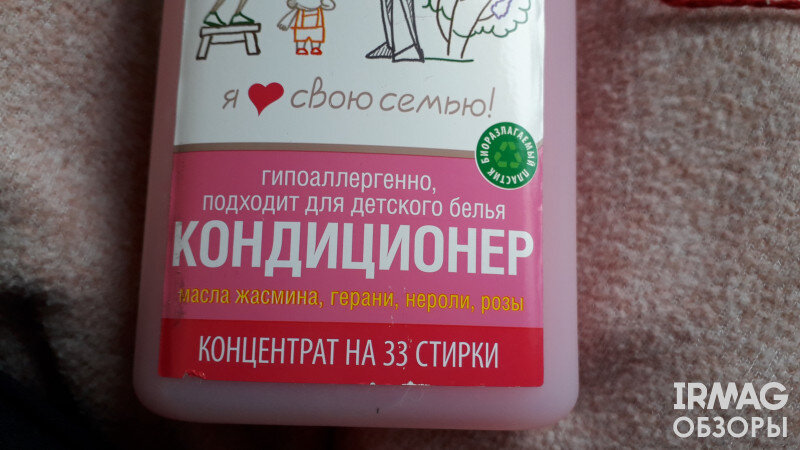 я ❤ свою семью!
БИОРАЗЛАГАЕМЫЙ ПЛАСТИК
гипоаллергенно,
подходит для детского белья
КОНДИЦИОНЕР
масла жасмина, герани, нероли, розы
КОНЦЕНТРАТ НА 33 СТИРКИ
IRMAG
ОБЗОРЫ